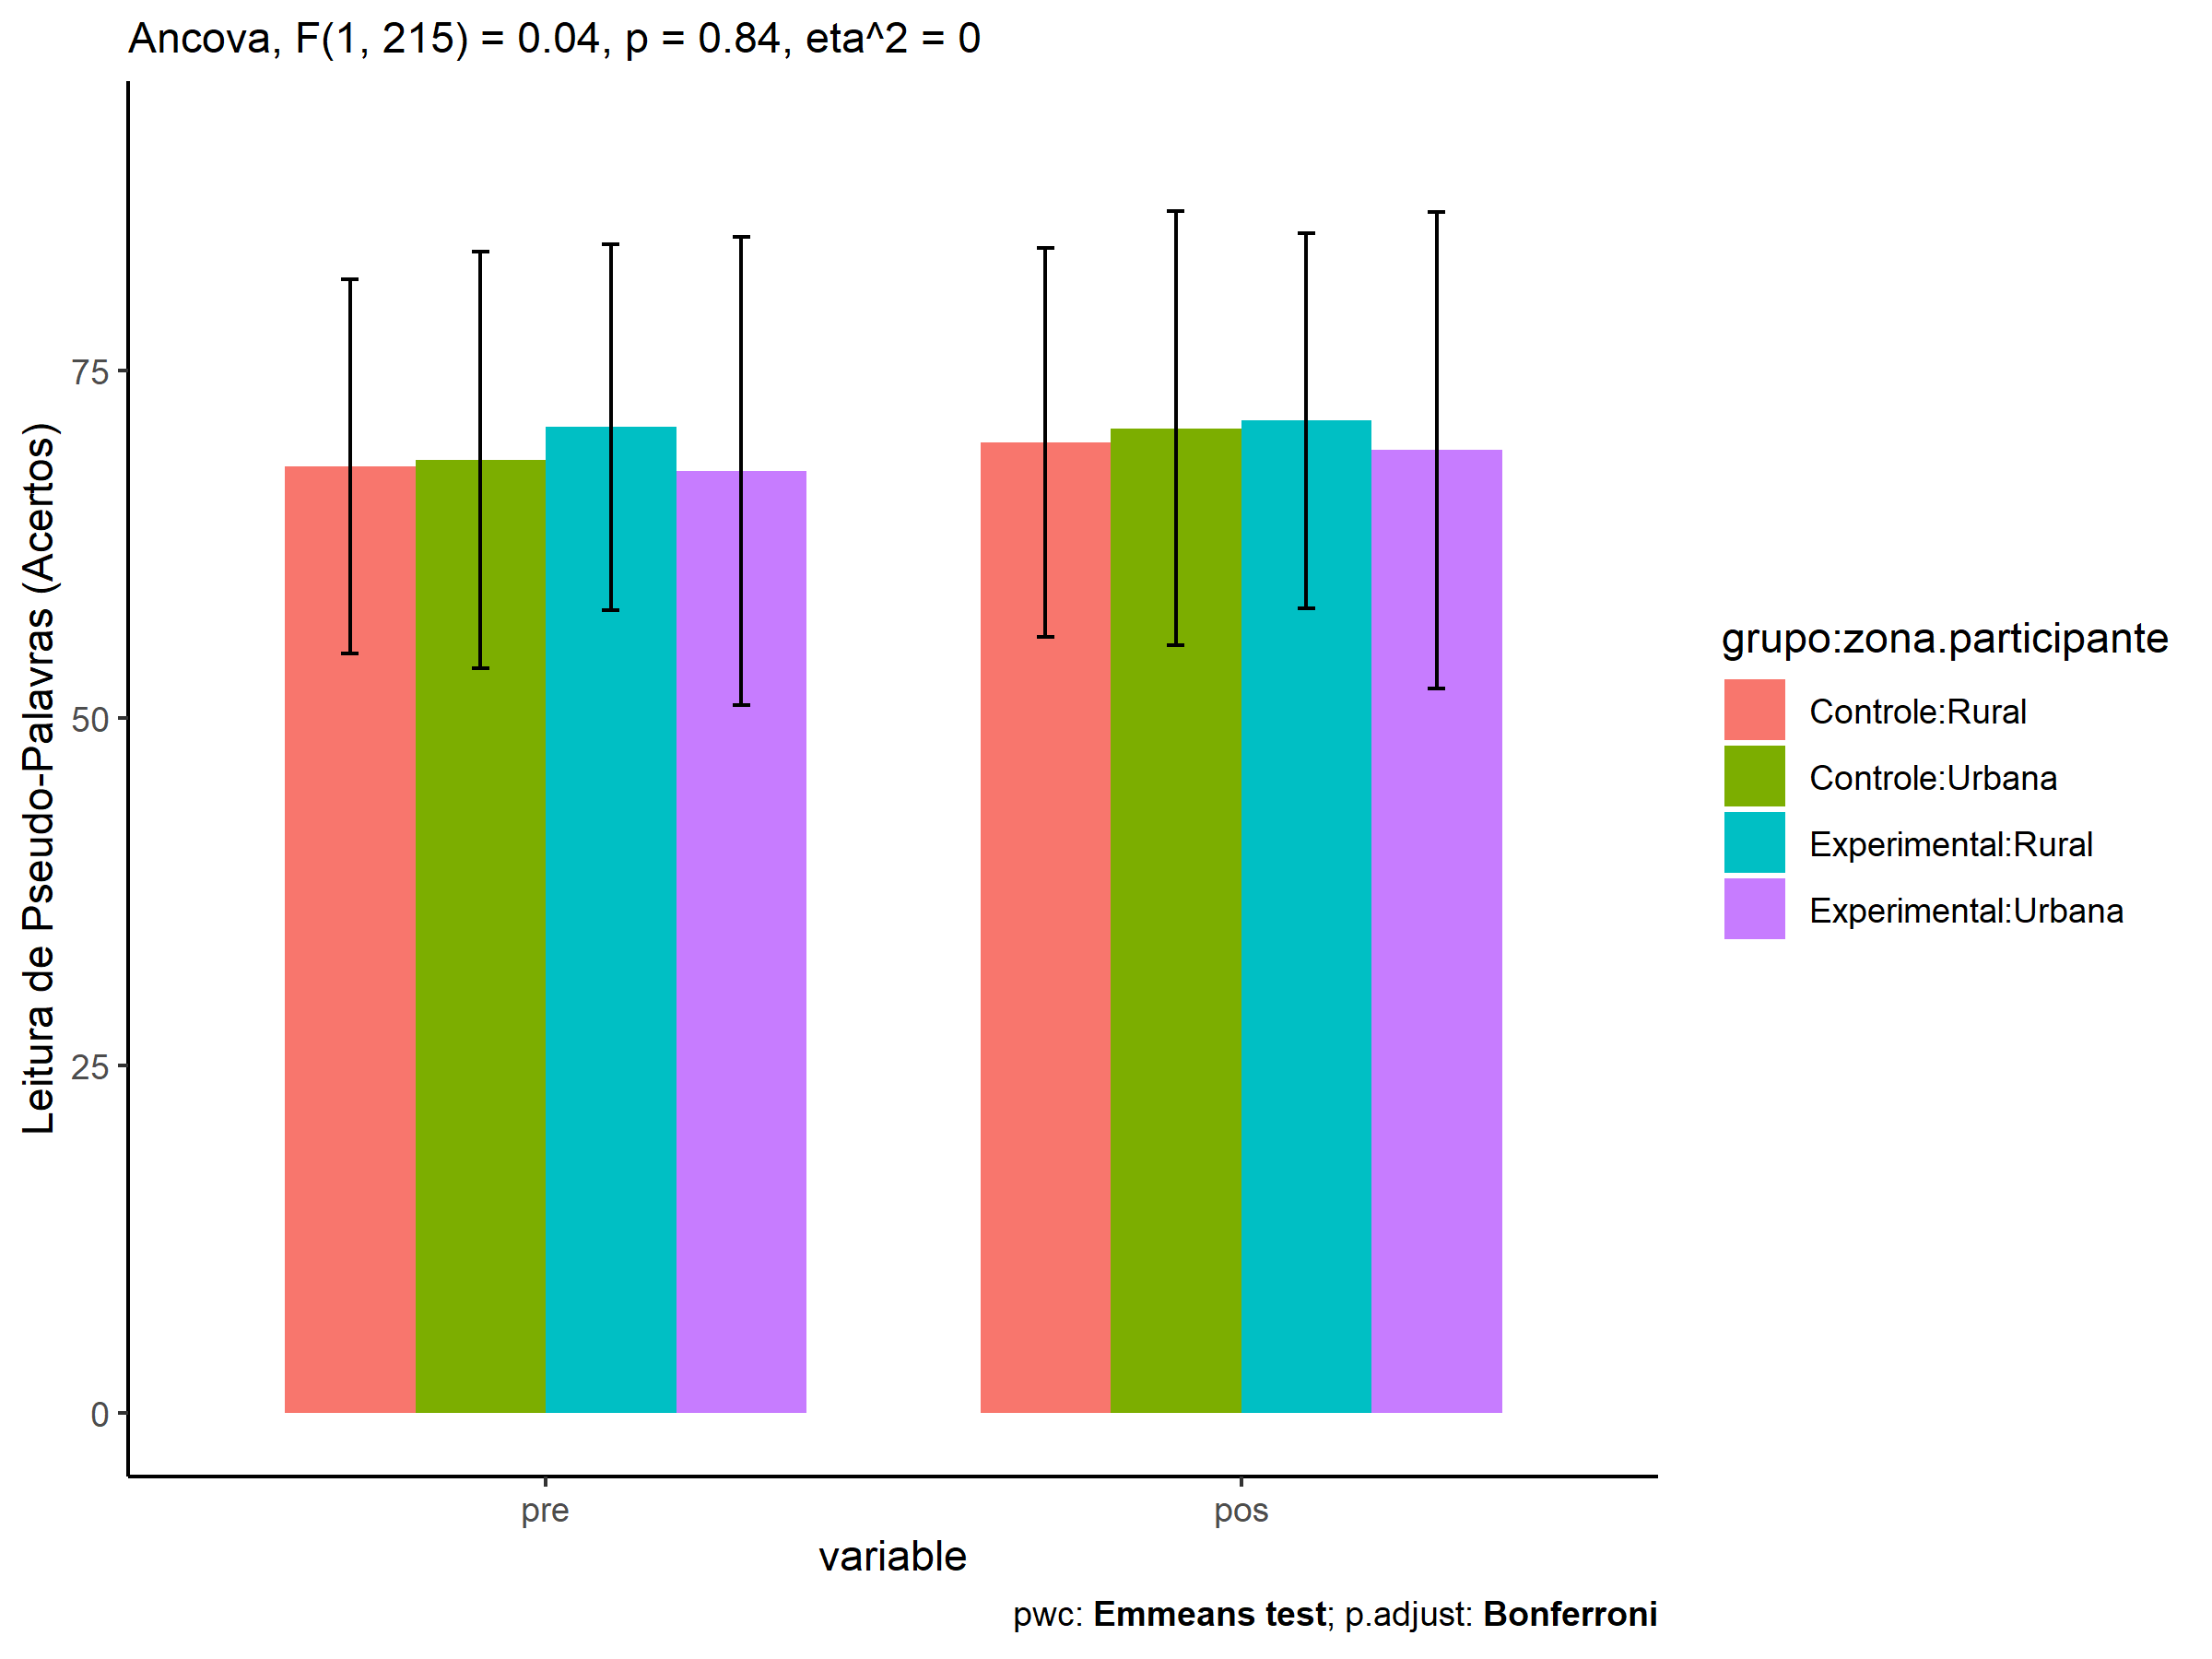 Ancova, F(1, 215) = 0.04, p = 0.84, eta^2 = 0
Leitura de Pseudo-Palavras (Acertos)
75
50
25
0
pre
pos
variable
grupo:zona.participante
Controle:Rural
Controle:Urbana
Experimental:Rural
Experimental:Urbana
pwc: Emmeans test; p.adjust: Bonferroni